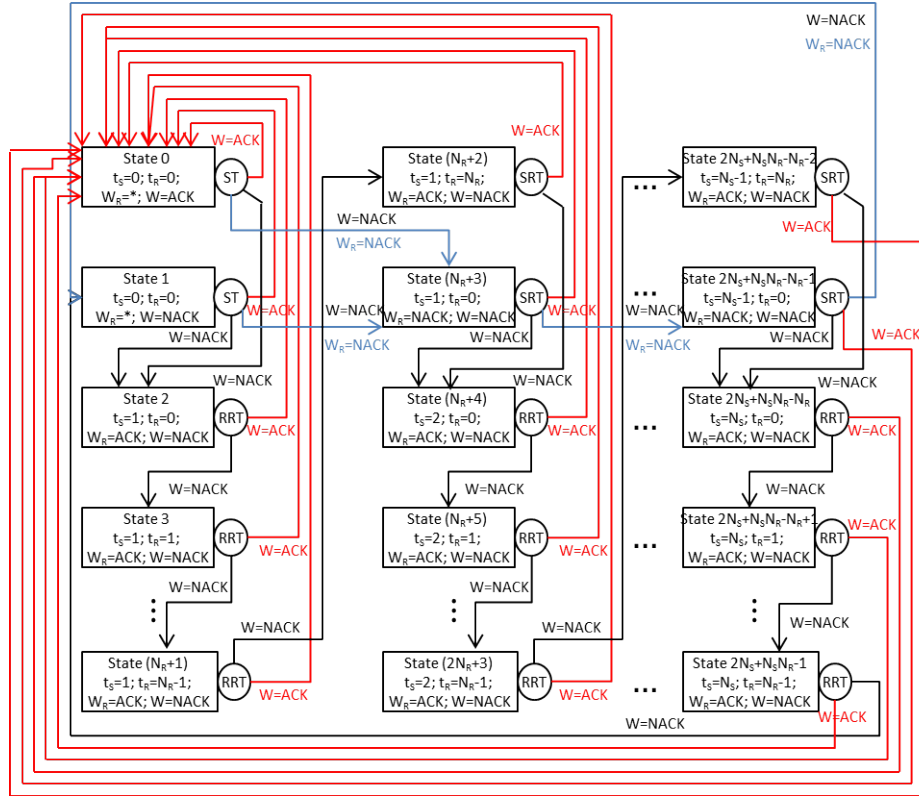 W=NACK
W_R=NACK
W=ACK
W=ACK
State 0
t_S=0; t_R=0;
W_R=*; W=ACK
ST
State (N_R+2)
t_S=1; t_R=N_R;
W_R=ACK; W=NACK
SRT
...
State 2N_S+N_SN_R-N_R-2
t_S=N_S-1; t_R=N_R;
W_R=ACK; W=NACK
SRT
W=NACK
W_R=NACK
W=ACK
State 1
t_S=0; t_R=0;
W_R=*; W=NACK
ST
W=ACK
State (N_R+3)
t_S=1; t_R=0;
W_R=NACK; W=NACK
SRT
W=ACK
...
State 2N_S+N_SN_R-N_R-1
t_S=N_S-1; t_R=0;
W_R=NACK; W=NACK
SRT
W=NACK
W=NACK
W_R=NACK
W=NACK
W=NACK
W_R=NACK
W=NACK
W=ACK
W=NACK
W=NACK
W=NACK
State 2
t_S=1; t_R=0;
W_R=ACK; W=NACK
RRT
W=ACK
State (N_R+4)
t_S=2; t_R=0;
W_R=ACK; W=NACK
RRT
W=ACK
...
State 2N_S+N_SN_R-N_R
t_S=N_S; t_R=0;
W_R=ACK; W=NACK
RRT
W=ACK
W=NACK
W=NACK
W=NACK
State 3
t_S=1; t_R=1;
W_R=ACK; W=NACK
RRT
W=ACK
State (N_R+5)
t_S=2; t_R=1;
W_R=ACK; W=NACK
RRT
W=ACK
...
State 2N_S+N_SN_R-N_R+1
t_S=N_S; t_R=1;
W_R=ACK; W=NACK
RRT
W=ACK
W=NACK
W=NACK
W=NACK
W=NACK
W=NACK
State (N_R+1)
t_S=1; t_R=N_R-1;
W_R=ACK; W=NACK
RRT
W=ACK
State (2N_R+3)
t_S=2; t_R=N_R-1;
W_R=ACK; W=NACK
RRT
W=ACK
...
State 2N_S+N_SN_R-1
t_S=N_S; t_R=N_R-1;
W_R=ACK; W=NACK
RRT
W=ACK
W=NACK